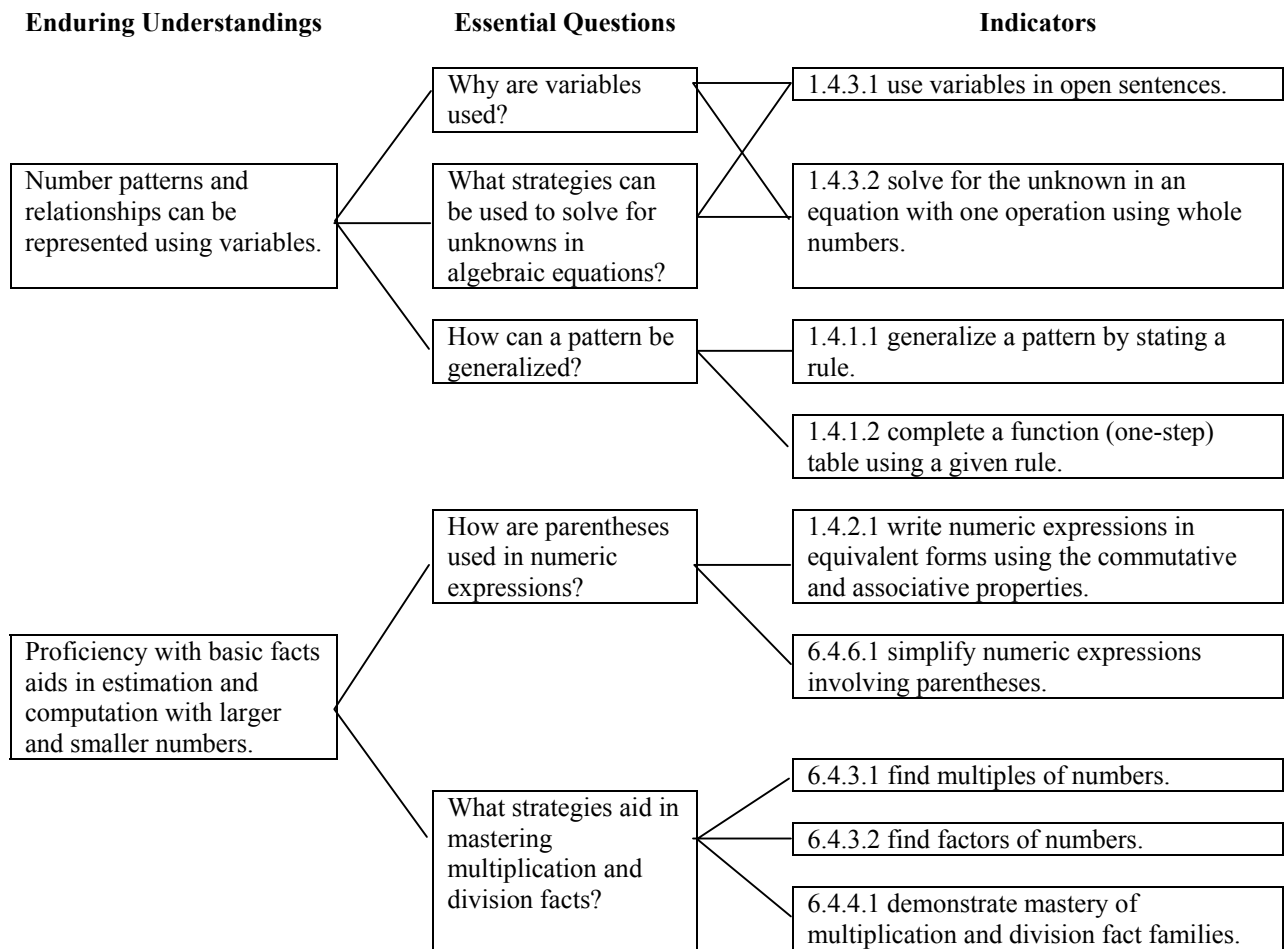 Enduring Understandings
Essential Questions
Indicators
Why are variables
used?
1.4.3.1 use variables in open sentences.
Number patterns and
relationships can be
represented using variables.
What strategies can
be used to solve for
unknowns in
algebraic equations?
1.4.3.2 solve for the unknown in an
equation with one operation using whole
numbers.
How can a pattern be
generalized?
1.4.1.1 generalize a pattern by stating a
rule.
1.4.1.2 complete a function (one-step)
table using a given rule.
How are parentheses
used in numeric
expressions?
1.4.2.1 write numeric expressions in
equivalent forms using the commutative
and associative properties.
Proficiency with basic facts
aids in estimation and
computation with larger
and smaller numbers.
6.4.6.1 simplify numeric expressions
involving parentheses.
What strategies aid in
mastering
multiplication and
division facts?
6.4.3.1 find multiples of numbers.
6.4.3.2 find factors of numbers.
6.4.4.1 demonstrate mastery of
multiplication and division fact families.